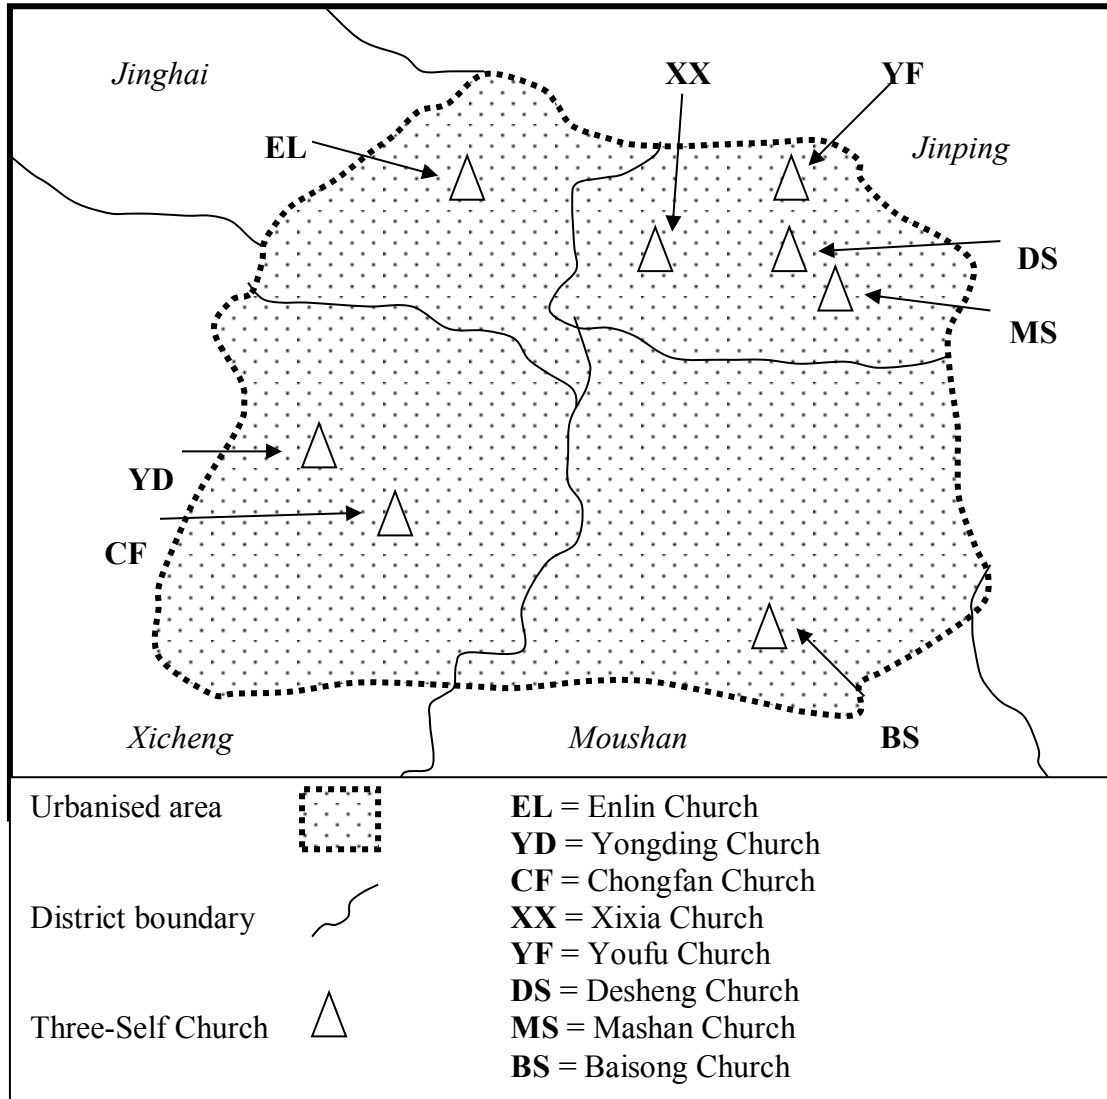 Jinghai
XX
YF
EL
Jinping
DS
MS
YD
CF
Xicheng
Moushan
BS
Urbanised area
District boundary
Three-Self Church
EL = Enlin Church
YD = Yongding Church
CF = Chongfan Church
XX = Xixia Church
YF = Youfu Church
DS = Desheng Church
MS = Mashan Church
BS = Baisong Church